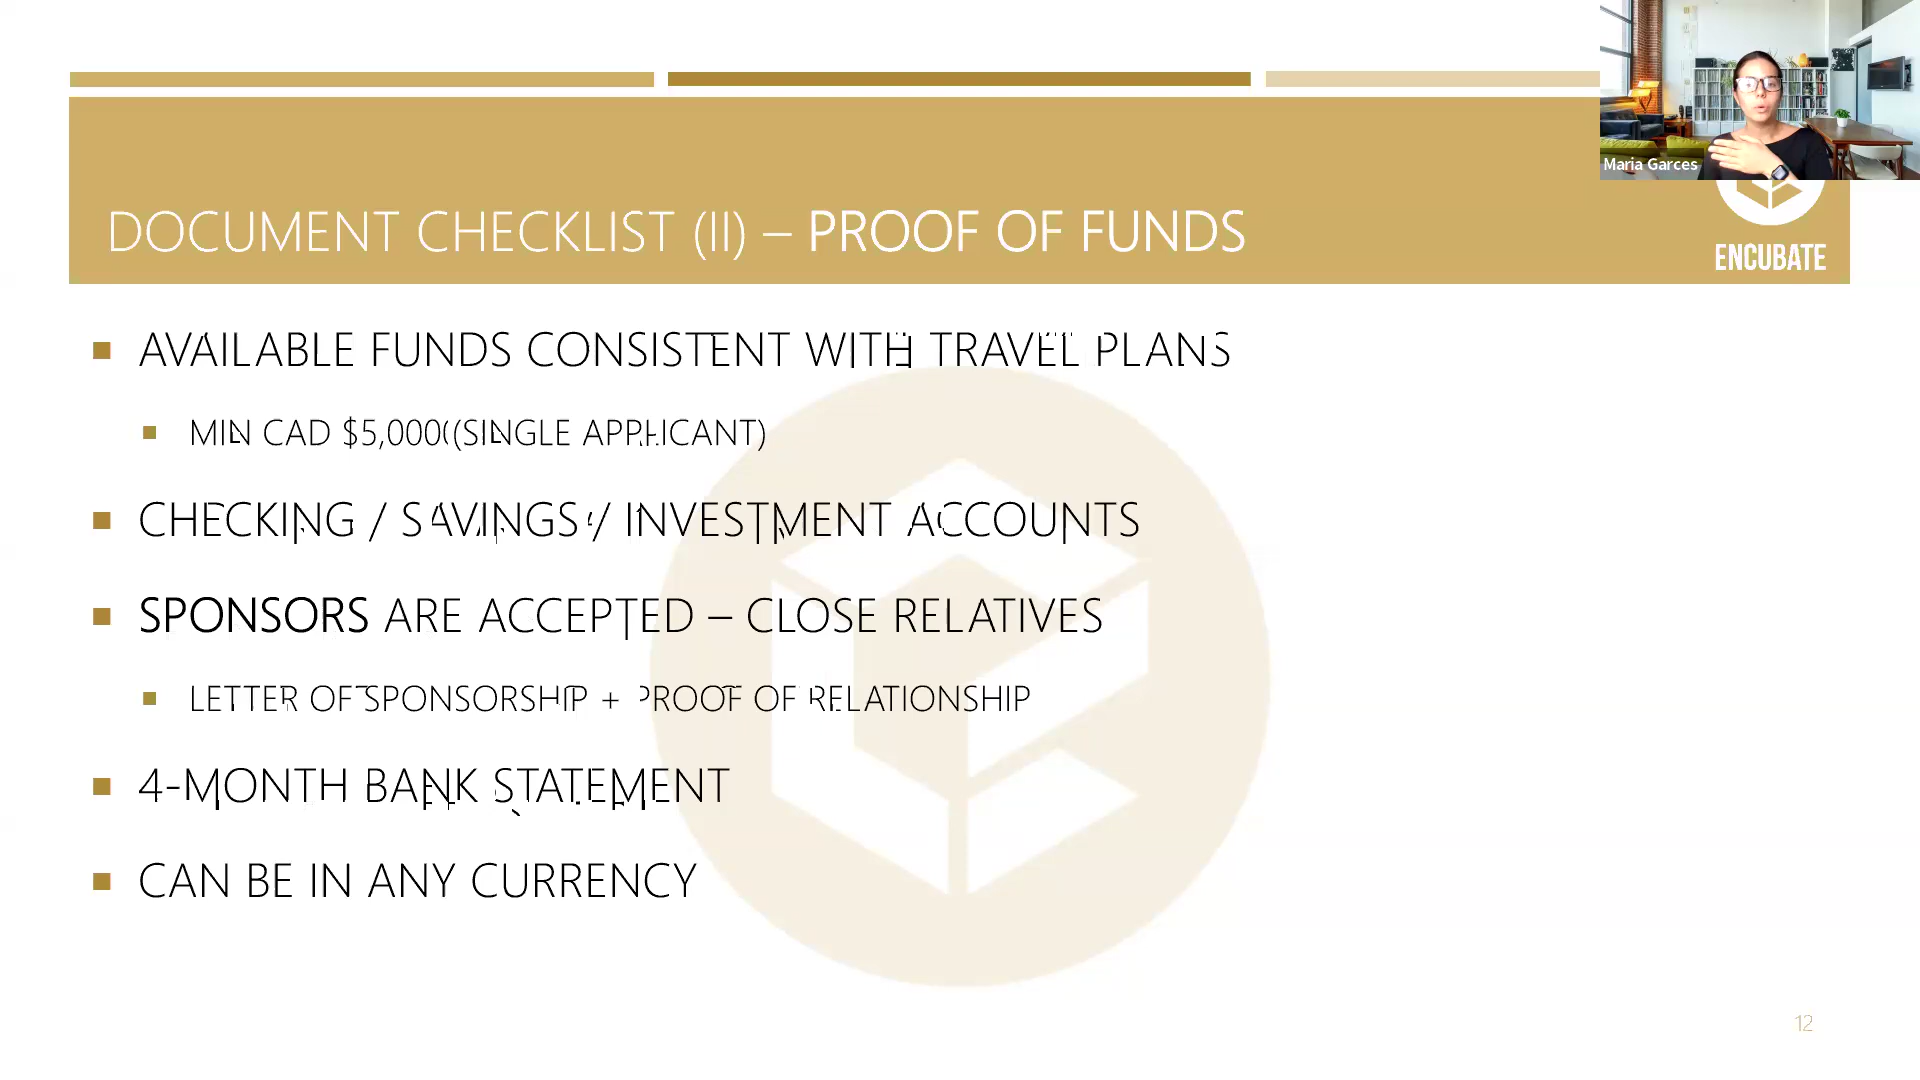 Maria Garces
DOCUMENT CHECKLIST (II) – PROOF OF FUNDS
ENCUBATE
AVAILABLE FUNDS CONSISTENT WITH TRAVEL PLANS
MIN CAD $5,000 (SINGLE APPLICANT)
CHECKING / SAVINGS / INVESTMENT ACCOUNTS
SPONSORS ARE ACCEPTED – CLOSE RELATIVES
LETTER OF SPONSORSHIP + PROOF OF RELATIONSHIP
4-MONTH BANK STATEMENT
CAN BE IN ANY CURRENCY
12